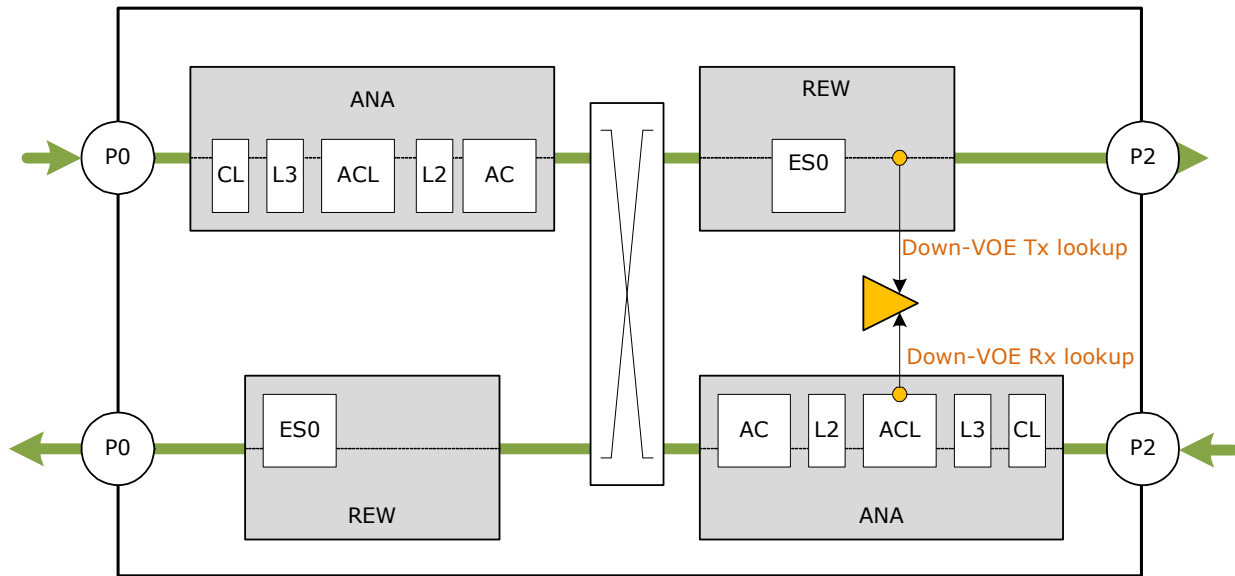 ANA
REW
P0
CL
L3
ACL
L2
AC
ES0
P2
Down-VOE Tx lookup
Down-VOE Rx lookup
P0
ES0
AC
L2
ACL
L3
CL
P2
REW
ANA